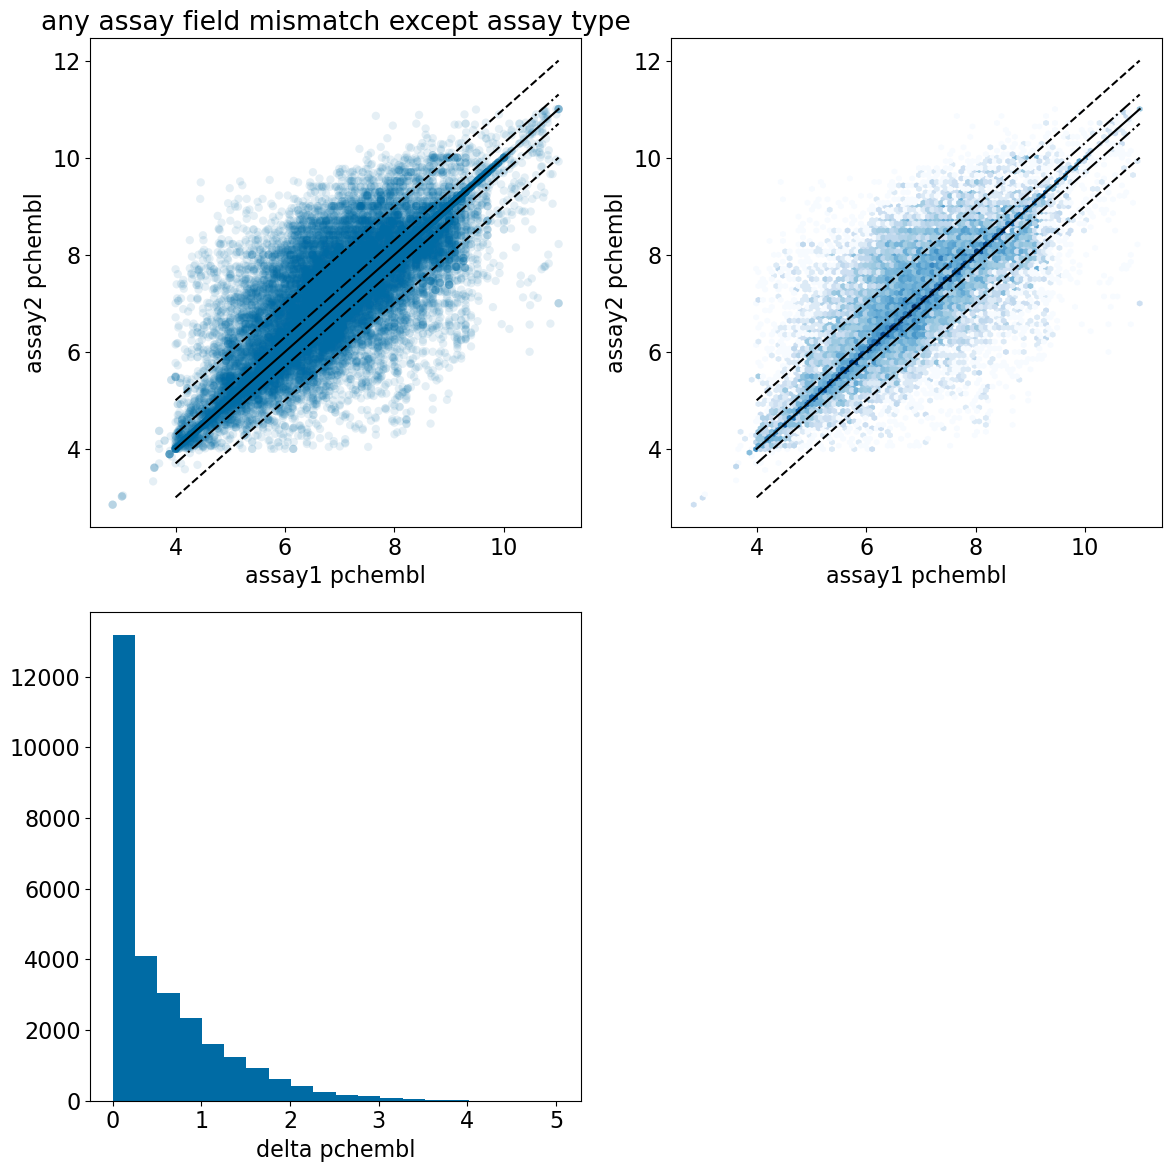 any assay field mismatch except assay type
12
10
8
6
4
assay2 pchembl
4 6 8 10
assay1 pchembl
12
10
8
6
4
assay2 pchembl
4 6 8 10
assay1 pchembl
12000
10000
8000
6000
4000
2000
0
0 1 2 3 4 5
delta pchembl